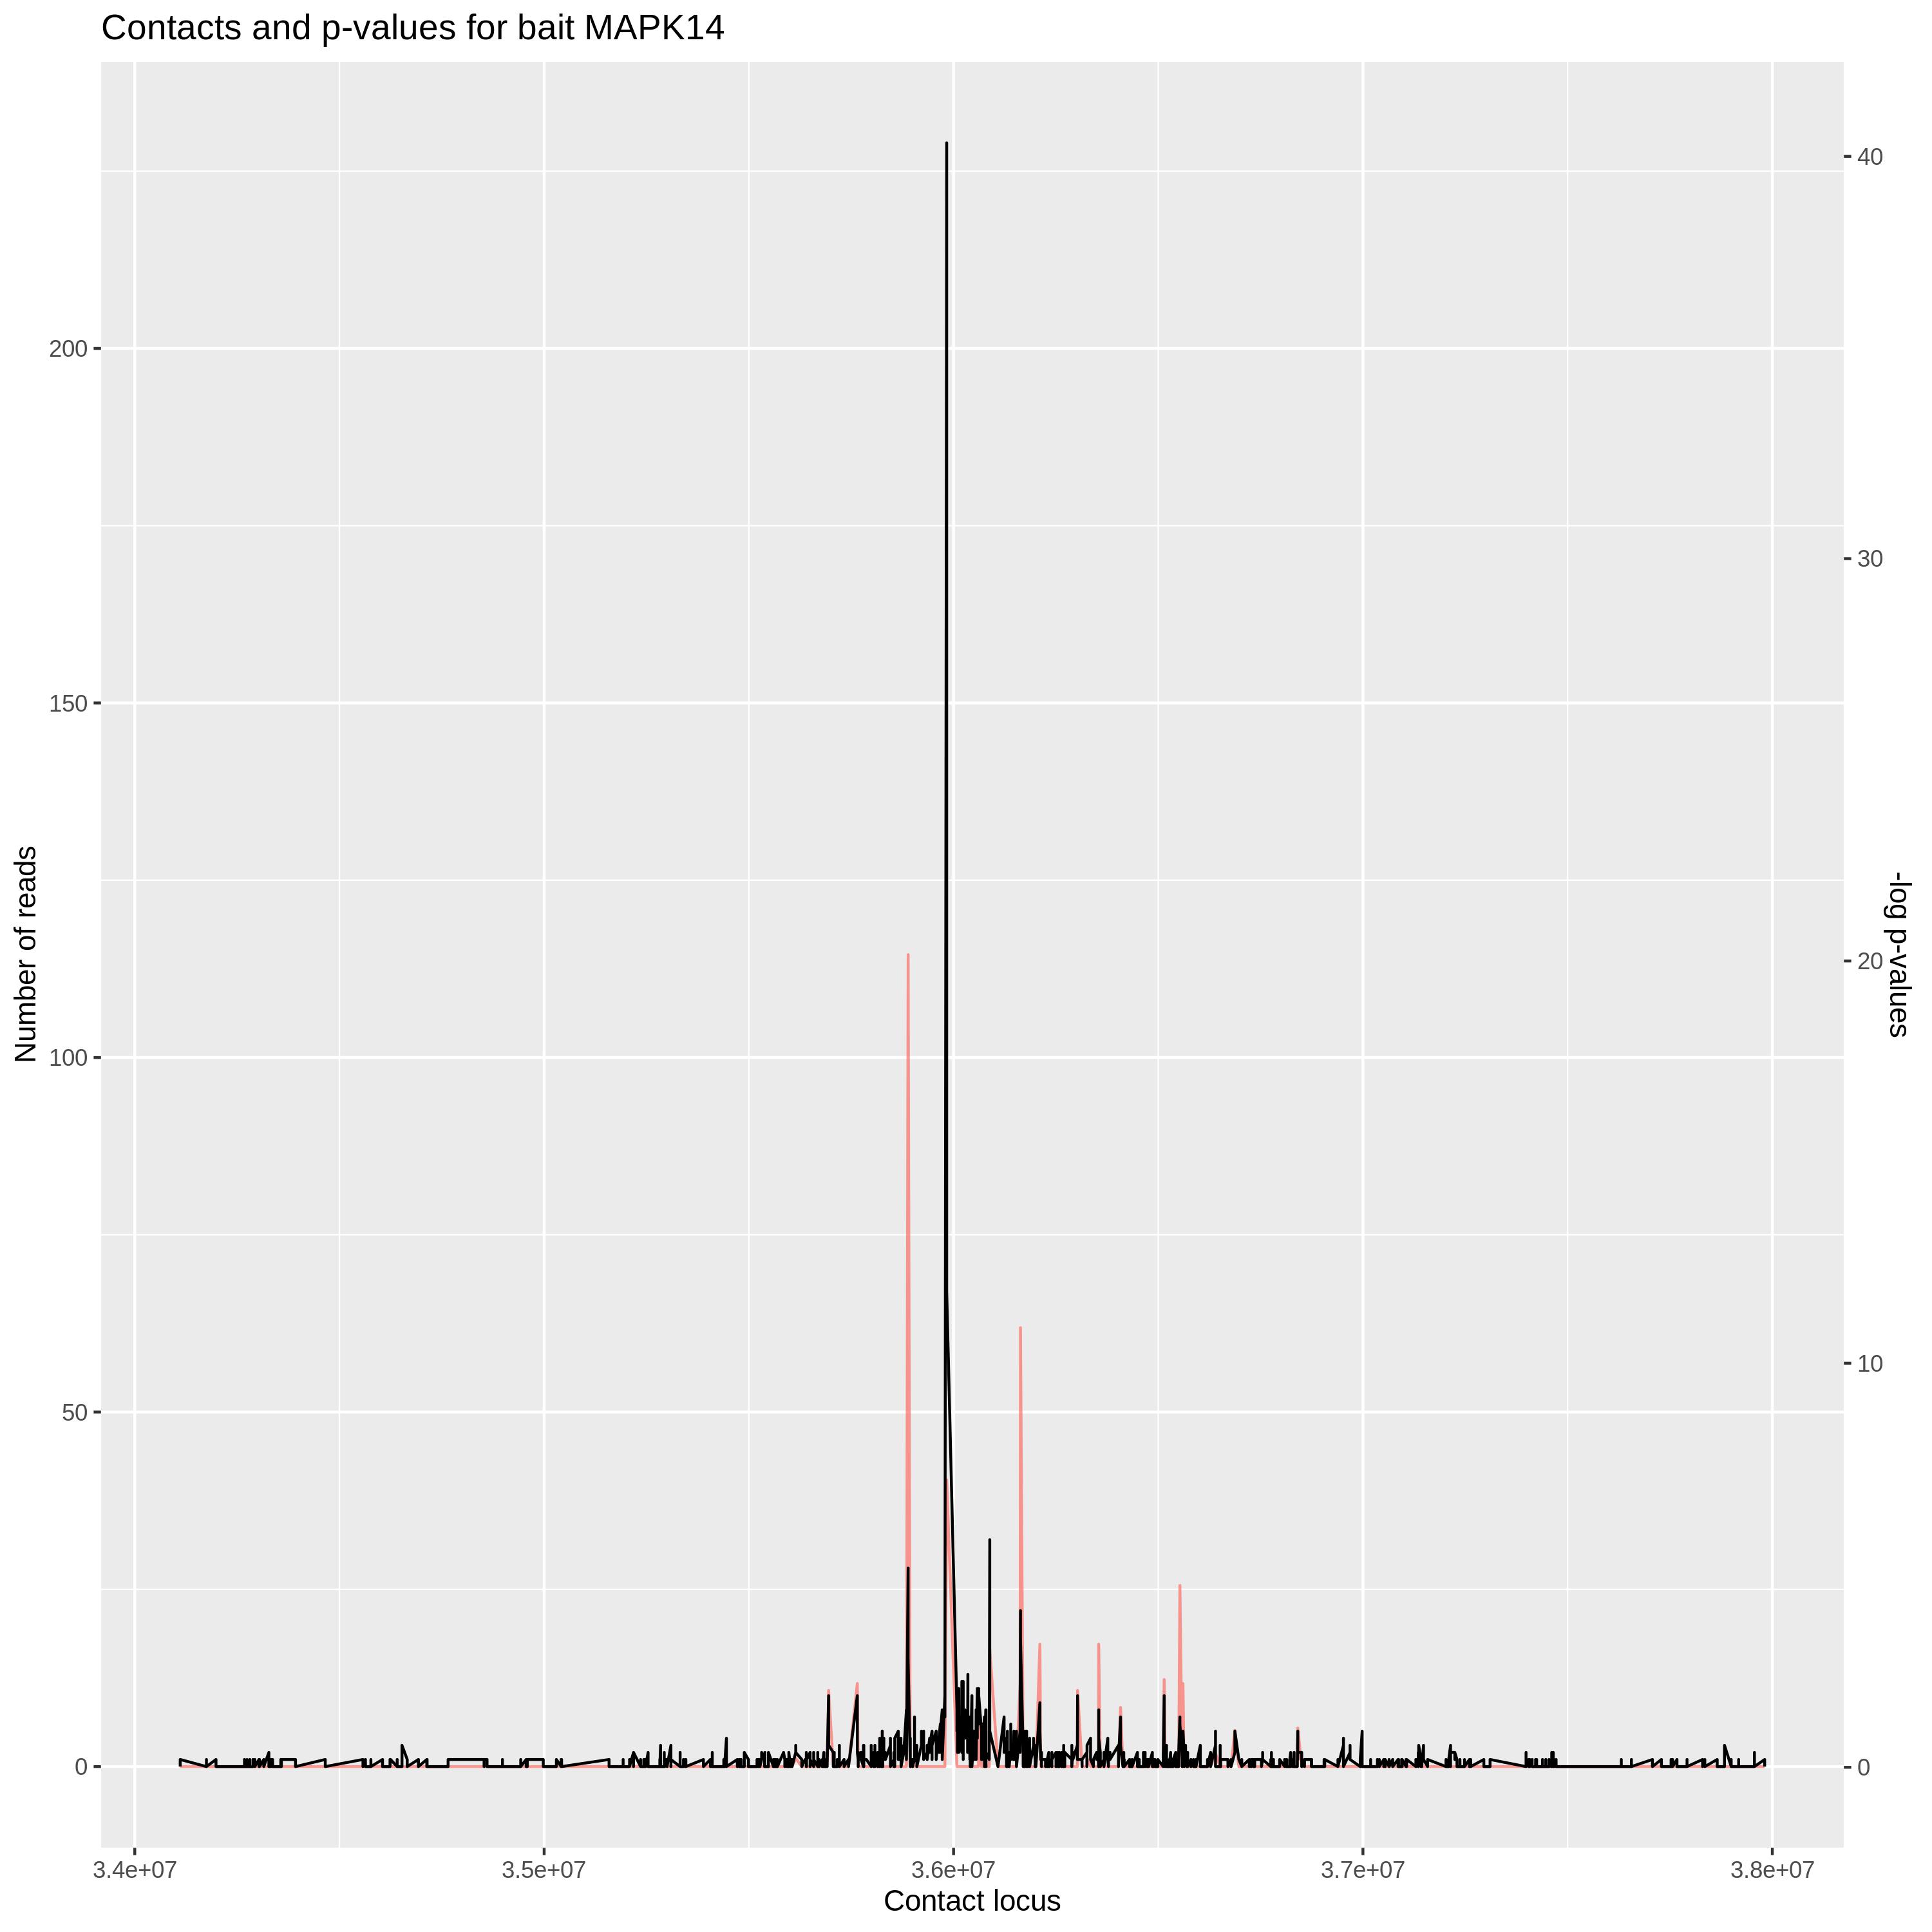 Contacts and p-values for bait MAPK14
Number of reads
200
150
100
50
0
40
30
20
10
0
-log p-values
3.4e+07 3.5e+07 3.6e+07 3.7e+07 3.8e+07
Contact locus